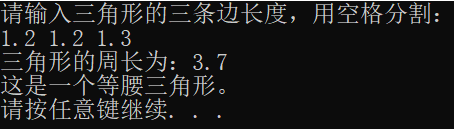 请输入三角形的三条边长度，用空格分割：
1.2 1.2 1.3
三角形的周长为：3.7
这是一个等腰三角形。
请按任意键继续. . .